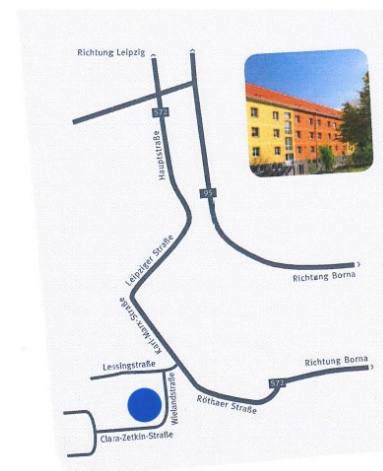 Richtung Leipzig
572
Hauptstraße
95
Leipziger Straße
Richtung Borna
Karl-Marx-Straße
Richtung Borna
Lessingstraße
572
Wielandstraße
Röthaer Straße
Clara-Zetkin-Straße